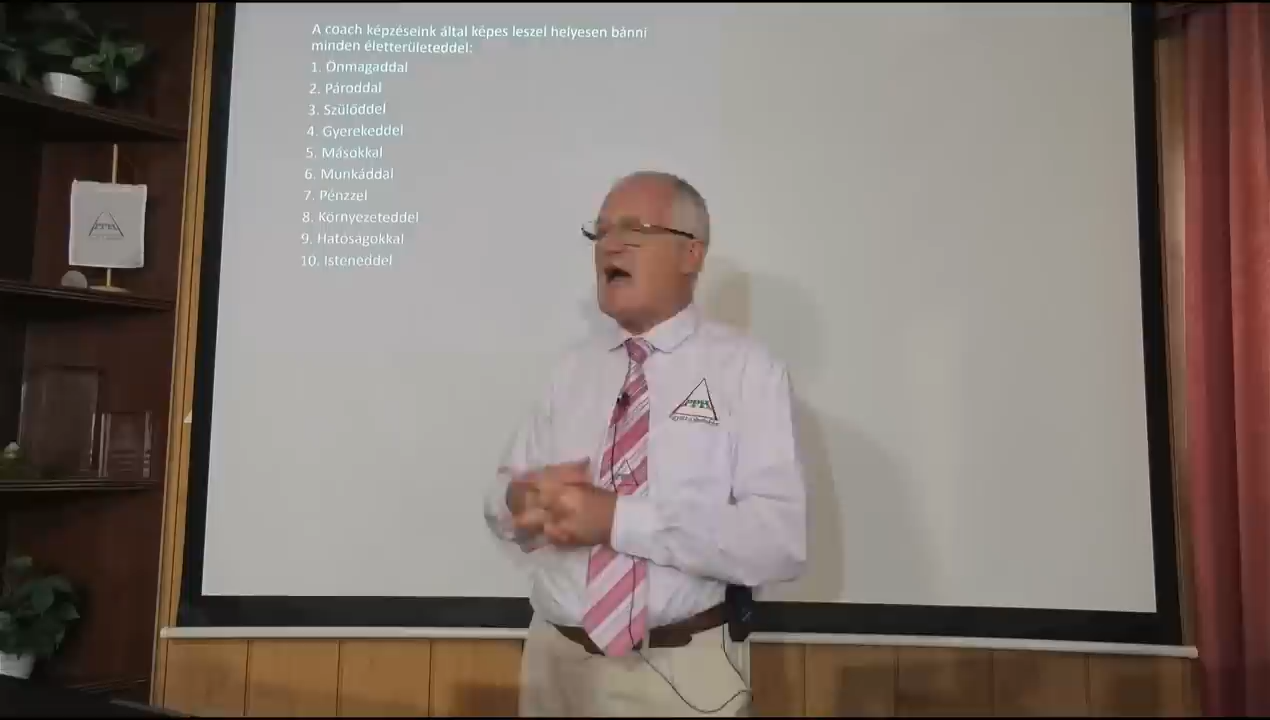 A coach képzéseink által képes leszel helyesen bánni
minden életterületeddel:
1. Önmagaddal
2. Pároddal
3. Szülőddel
4. Gyerekeddel
5. Másokkal
6. Munkáddal
7. Pénzzel
8. Környezeteddel
9. Hatóságokkal
10. Isteneddel